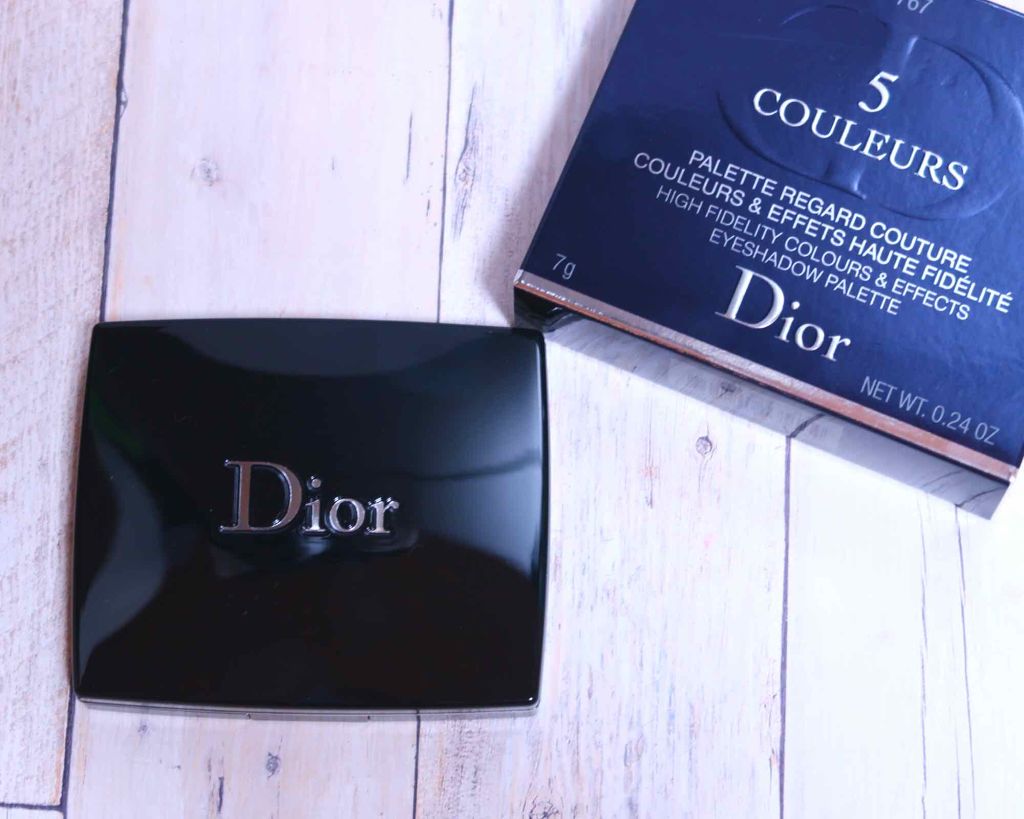 Dior
767
5
COULEURS
PALETTE REGARD COUTURE
COULEURS & EFFETS HAUTE FIDÉLITÉ
HIGH FIDELITY COLOURS & EFFECTS
EYESHADOW PALETTE
7g
Dior
NET WT. 0.24 OZ